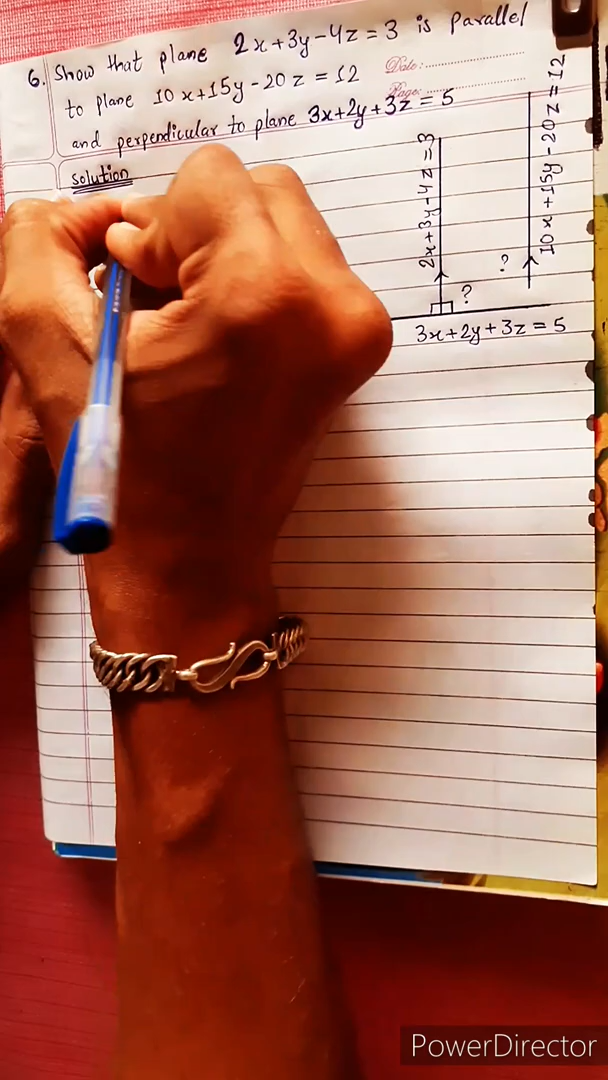 6. Show that plane 2x+3y-4z=3 is parallel
to plane 10x+15y-20z=12
Date:
Page:
and perpendicular to plane 3x+2y+3z=5
solution
2x+3y-4z=3
10x+15y-20z=12
?
?
3x+2y+3z=5
PowerDirector